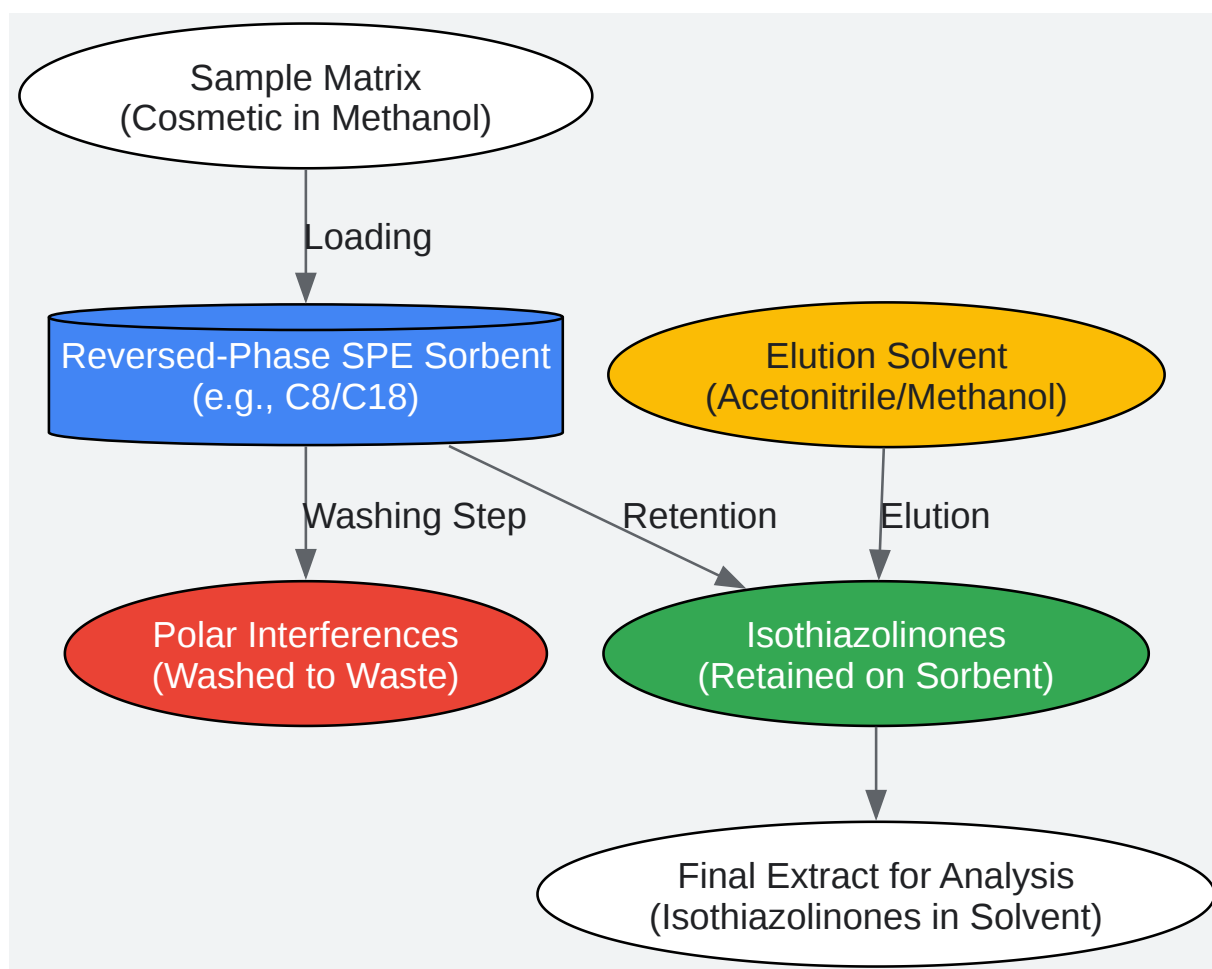 Sample Matrix
(Cosmetic in Methanol)
Loading
Reversed-Phase SPE Sorbent
(e.g., C8/C18)
Elution Solvent
(Acetonitrile/Methanol)
Washing Step
Retention
Elution
Polar Interferences
(Washed to Waste)
Isothiazolinones
(Retained on Sorbent)
Final Extract for Analysis
(Isothiazolinones in Solvent)